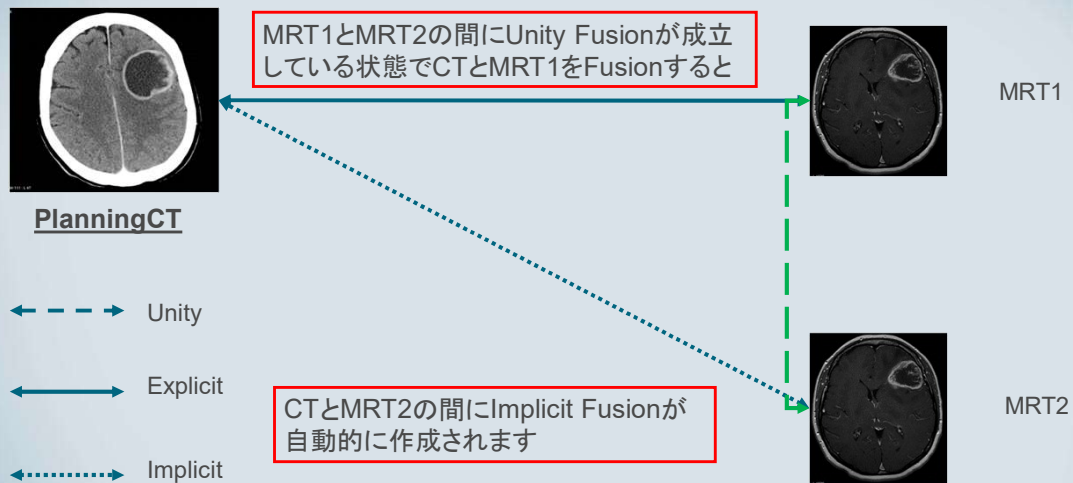 MRT1とMRT2の間にUnity Fusionが成立
している状態でCTとMRT1をFusionすると
MRT1
PlanningCT
Unity
Explicit
CTとMRT2の間にImplicit Fusionが
自動的に作成されます
MRT2
Implicit